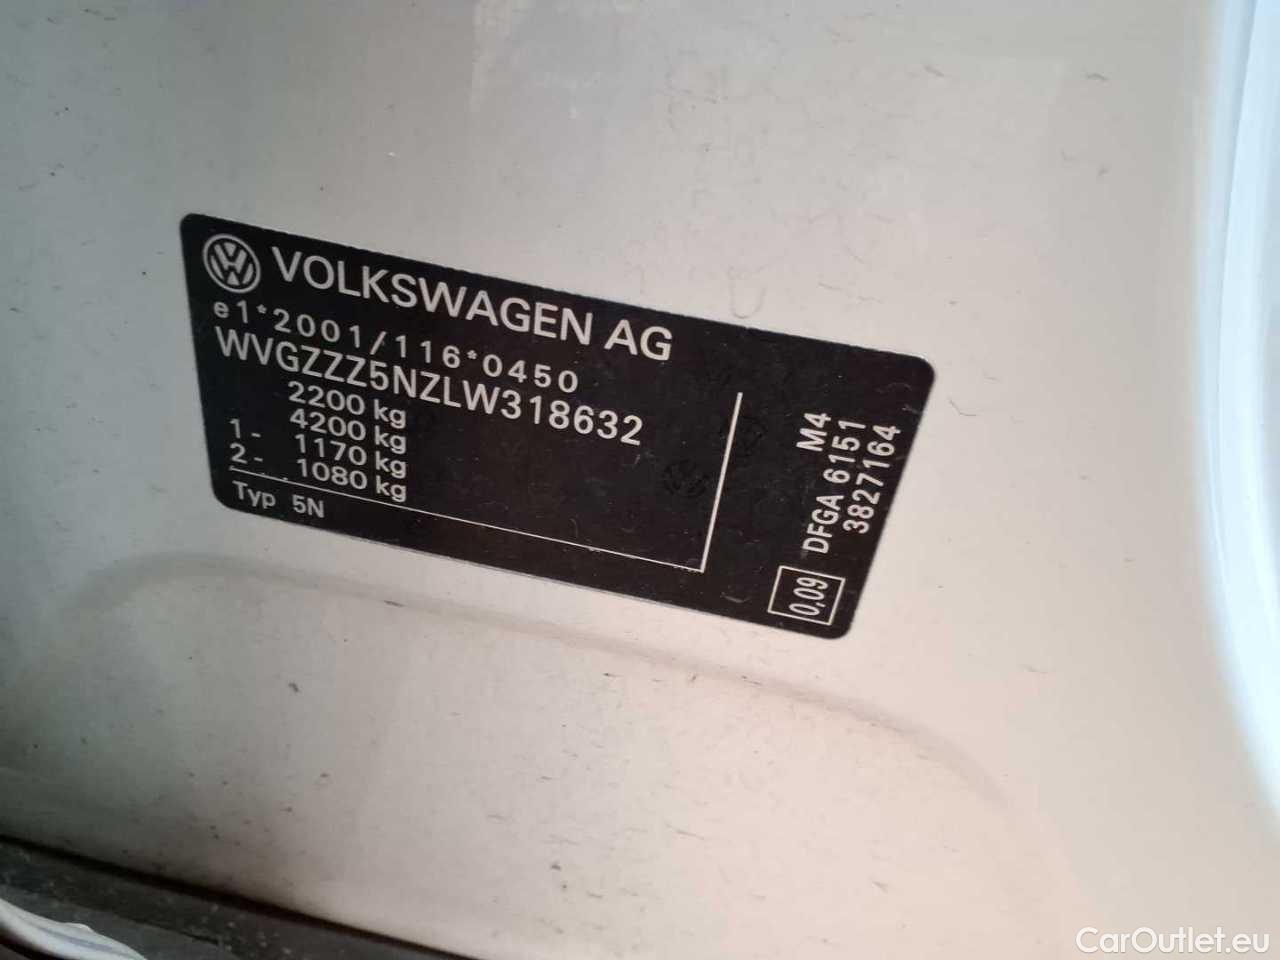 VOLKSWAGEN AG
e1*2001/116*0450
WVGZZZ5NZLW318632
2200 kg
4200 kg
1- 1170 kg
2- 1080 kg
Typ 5N
M4
DFGA 6151
3827164
0,09
CarOutlet.eu